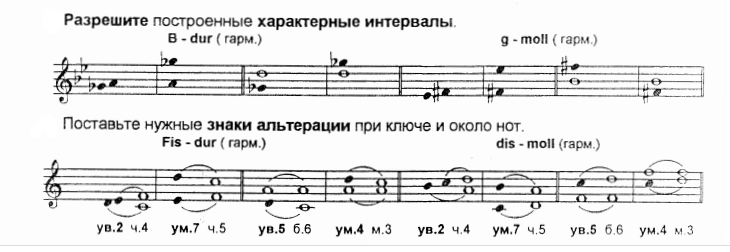 Разрешите построенные характерные интервалы.
B - dur ( гарм.) g - moll ( гарм.)
Поставьте нужные знаки альтерации при ключе и около нот.
Fis - dur ( гарм.) dis - moll (гарм.)
ув.2 ч.4 ум.7 ч.5 ув.5 б.6 ум.4 м.3 ув.2 ч.4 ум.7 ч.5 ув.5 б.6 ум.4 м.3